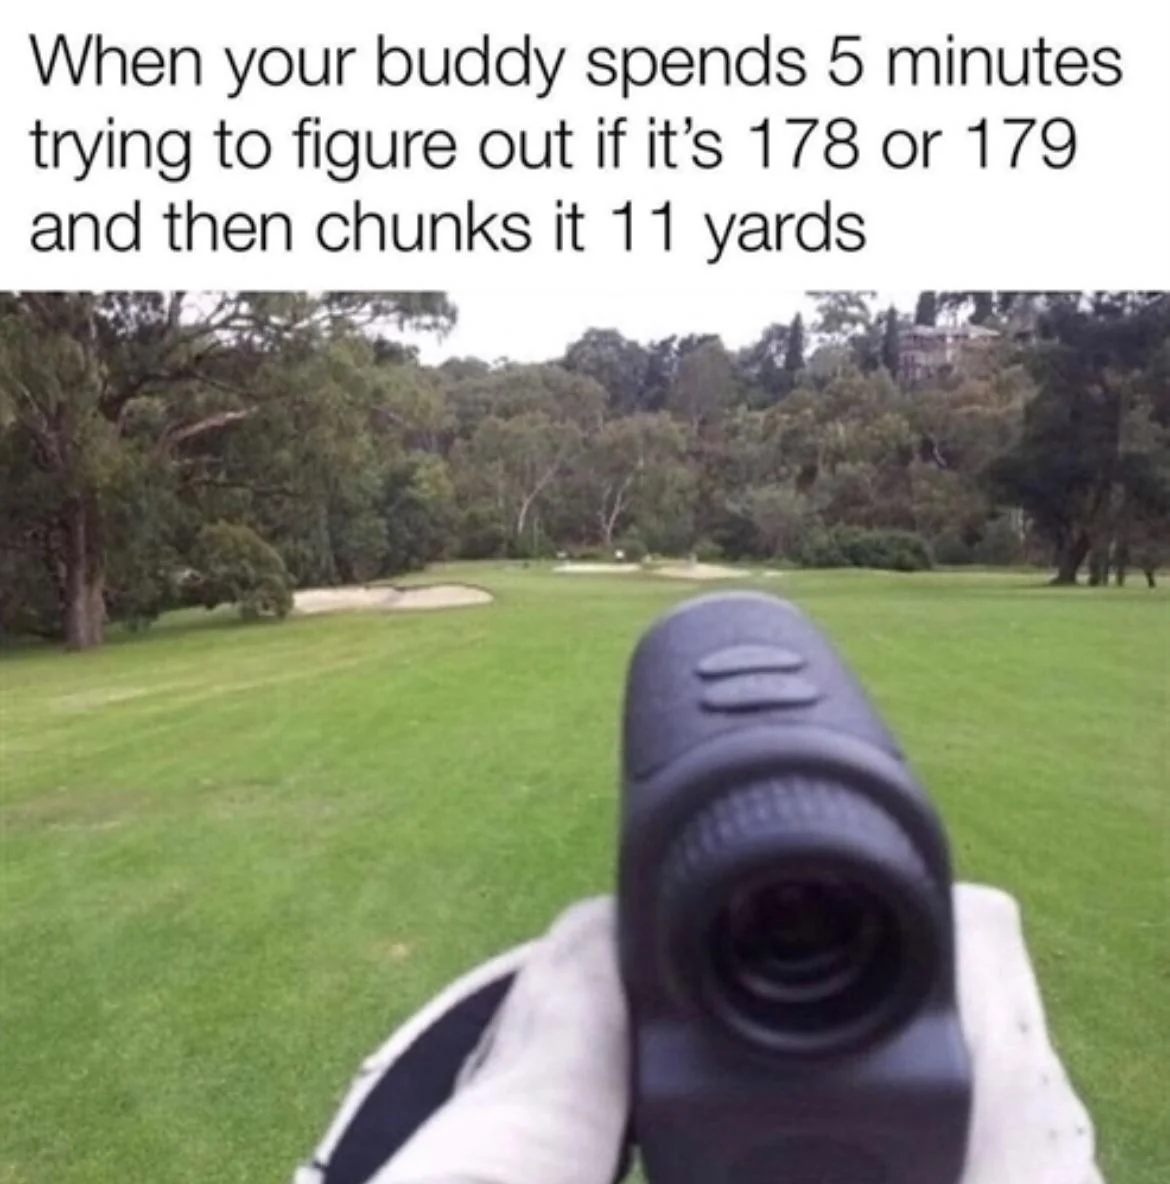 When your buddy spends 5 minutes
trying to figure out if it’s 178 or 179
and then chunks it 11 yards